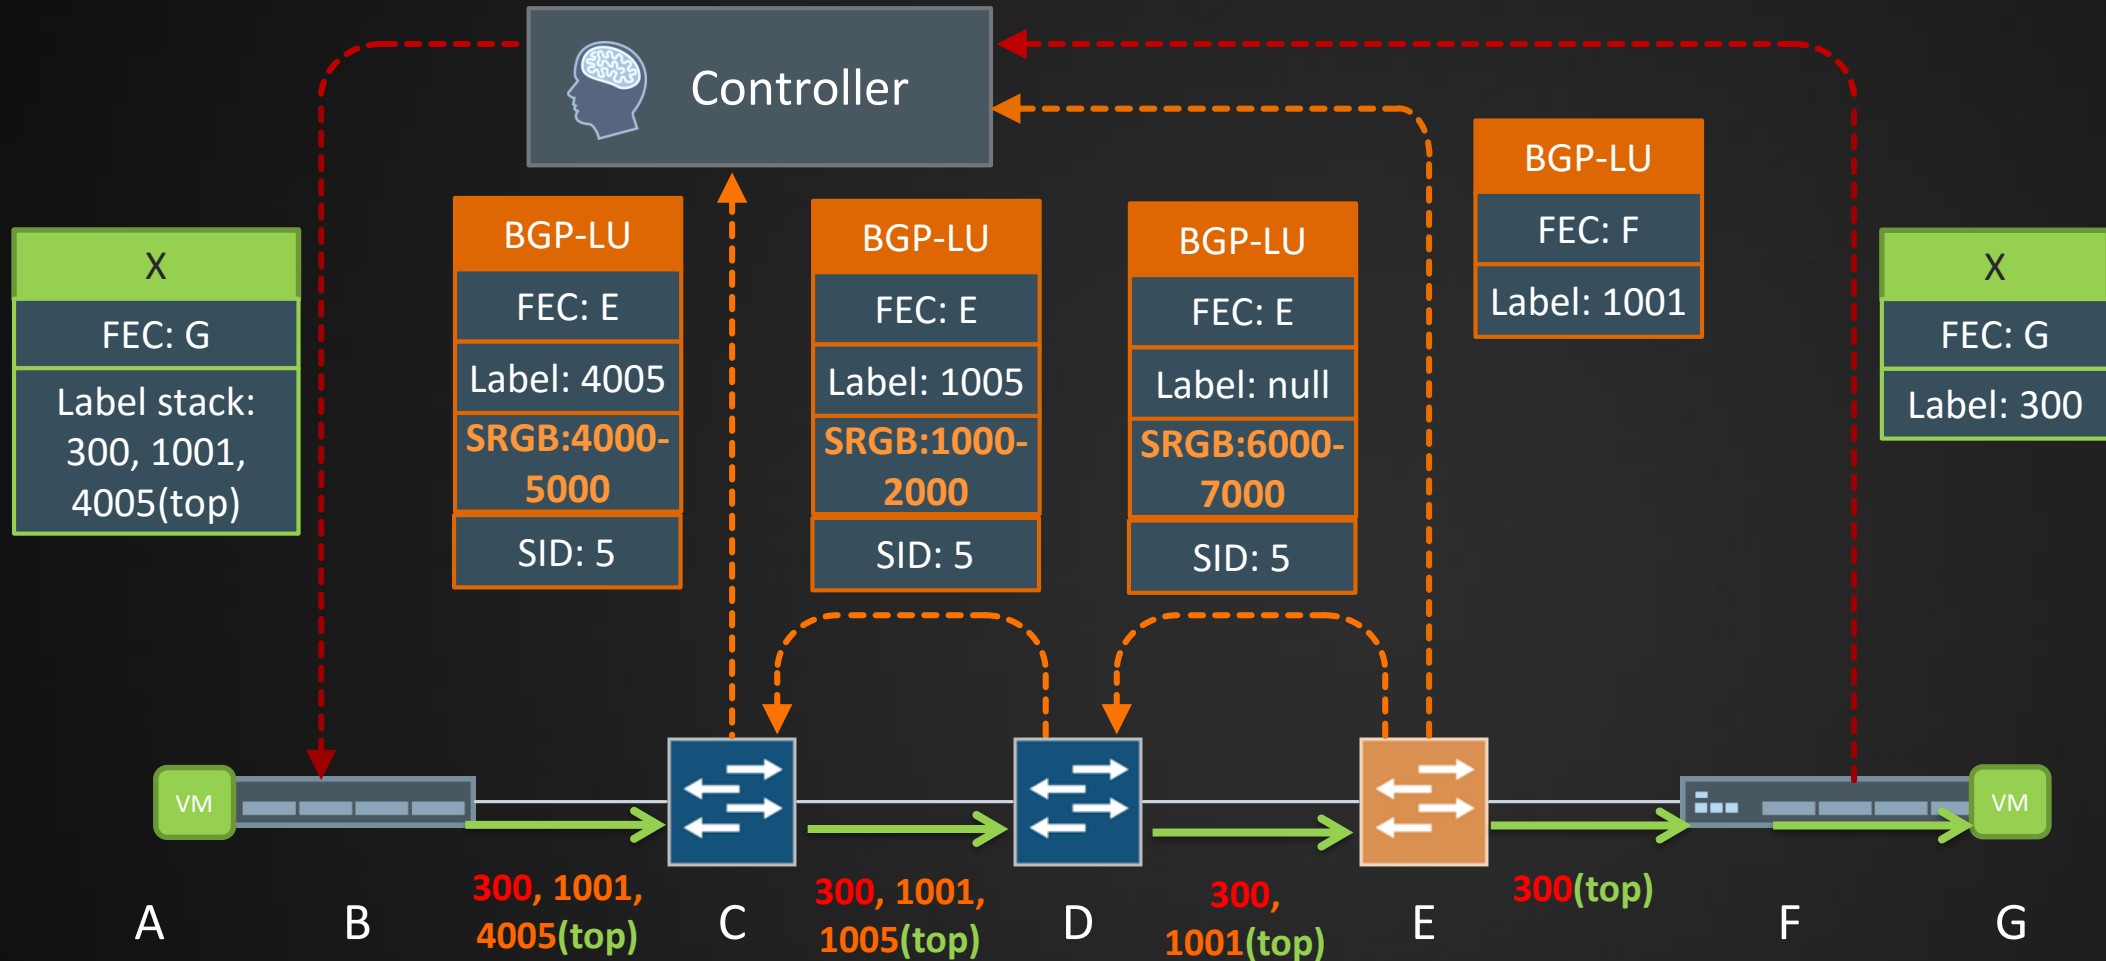 Controller
X
FEC: G
Label stack:
300, 1001,
4005(top)
BGP-LU
FEC: E
Label: 4005
SRGB:4000-
5000
SID: 5
BGP-LU
FEC: E
Label: 1005
SRGB:1000-
2000
SID: 5
BGP-LU
FEC: E
Label: null
SRGB:6000-
7000
SID: 5
BGP-LU
FEC: F
Label: 1001
X
FEC: G
Label: 300
VM
VM
300, 1001,
4005(top)
300, 1001,
1005(top)
300,
1001(top)
300(top)
A
B
C
D
E
F
G